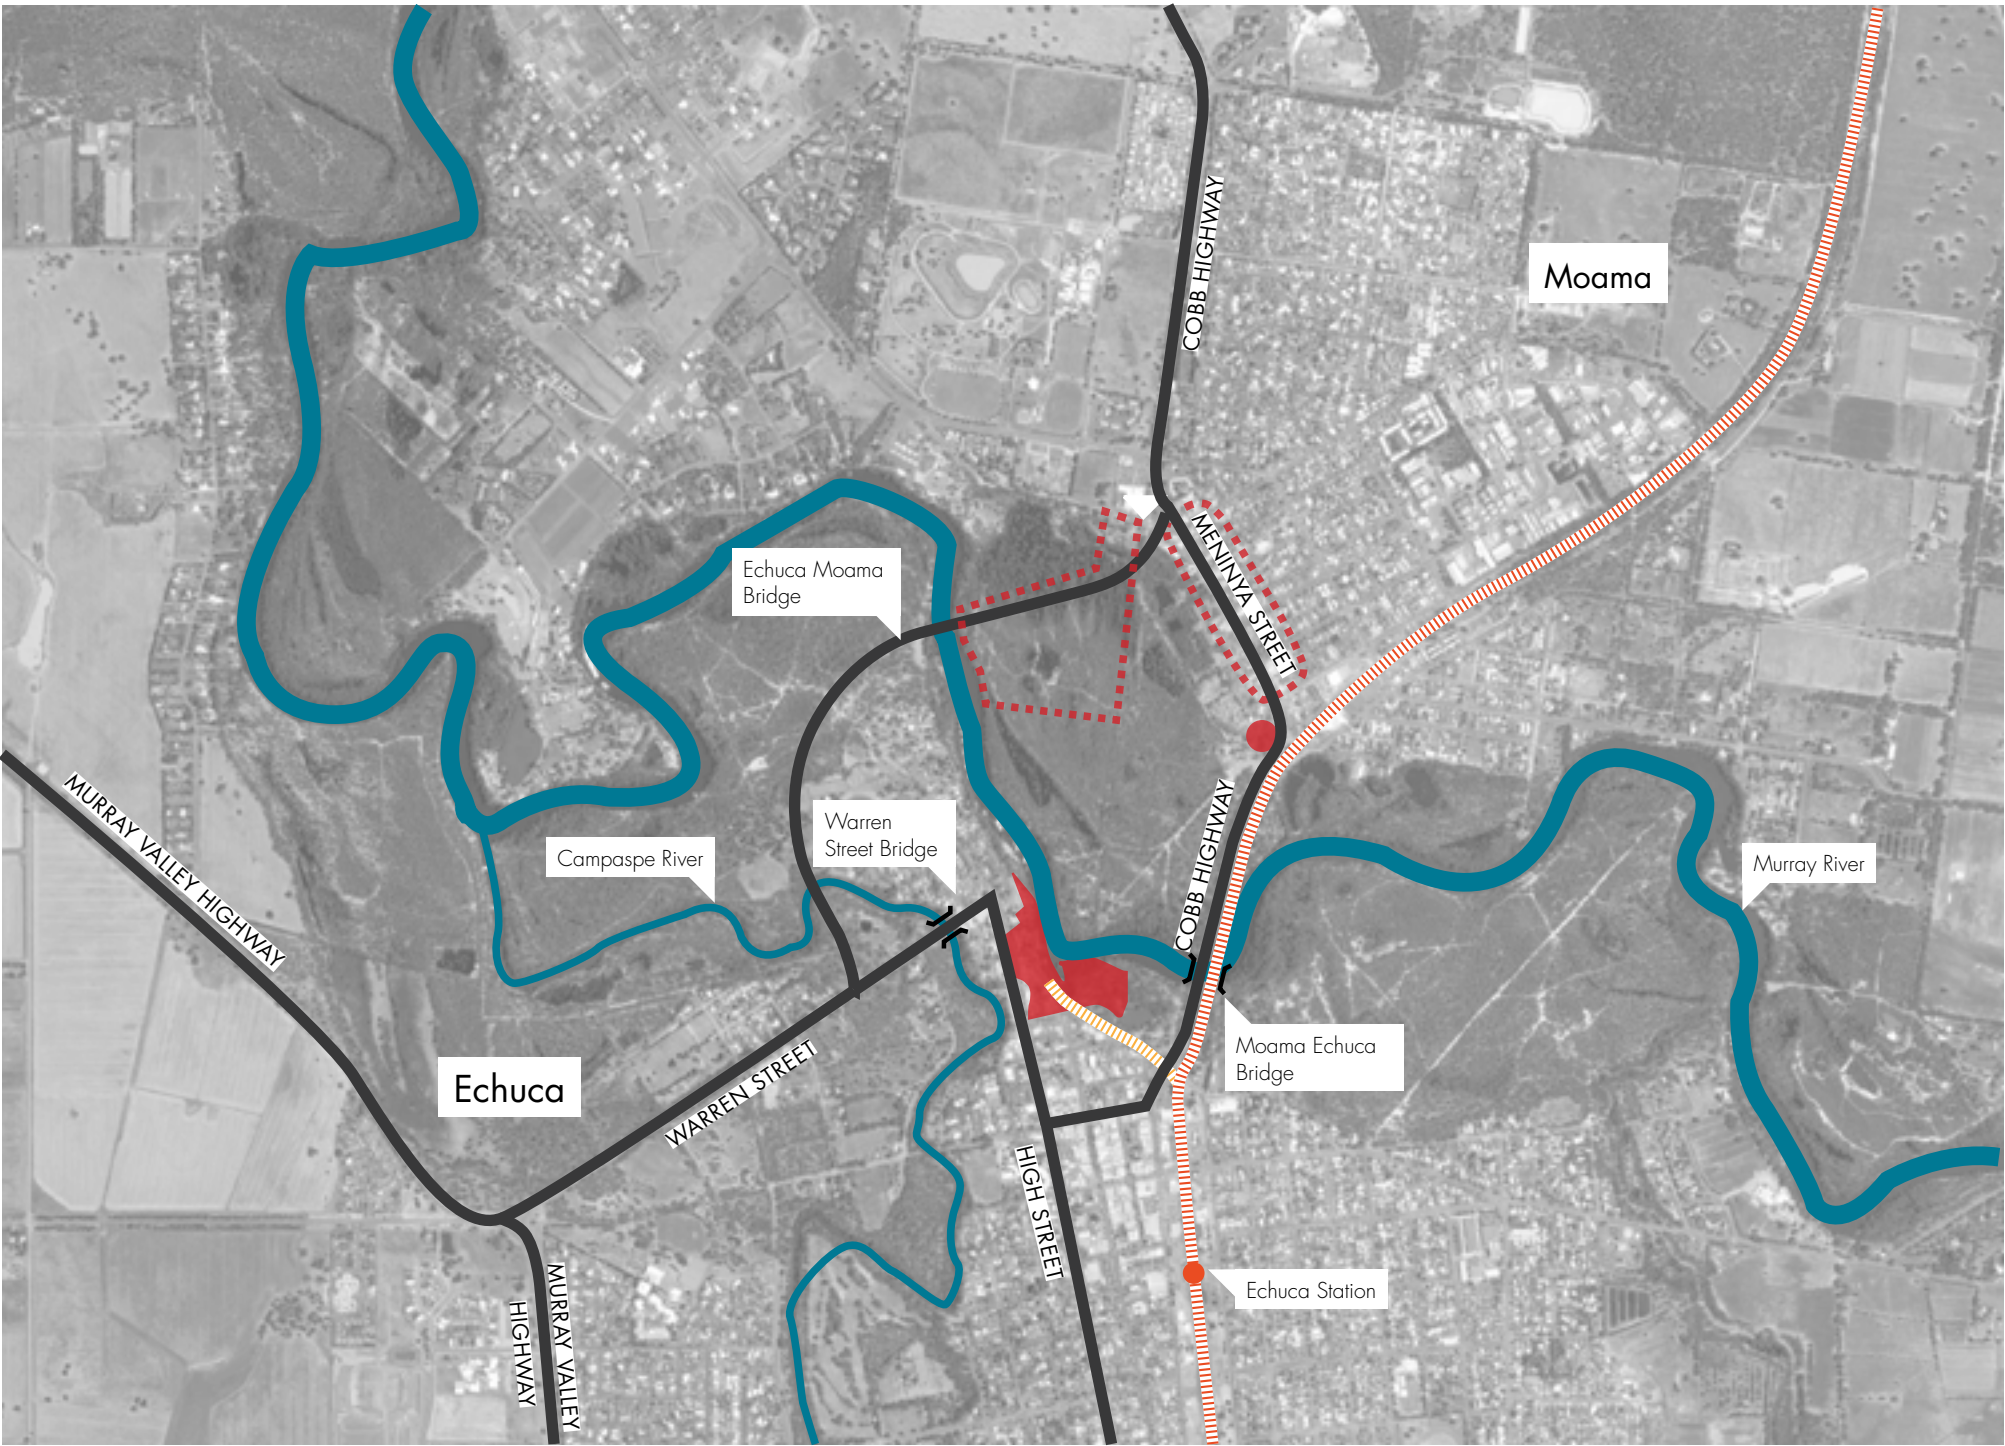 COBB HIGHWAY
Moama
MENINYA STREET
Echuca Moama
Bridge
MURRAY VALLEY HIGHWAY
Warren
Street Bridge
Campaspe River
COBB HIGHWAY
Murray River
Moama Echuca
Bridge
Echuca
WARREN STREET
HIGH STREET
Echuca Station
MURRAY VALLEY
HIGHWAY